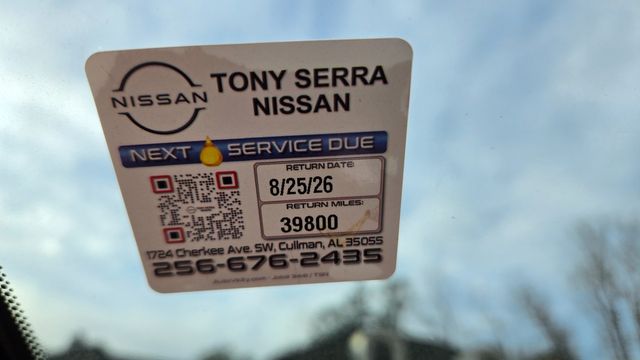 NISSAN
TONY SERRA
NISSAN
NEXT SERVICE DUE
RETURN DATE:
8/25/26
RETURN MILES:
39800
1724 Cherkee Ave. SW, Cullman, AL 35055
256-676-2435